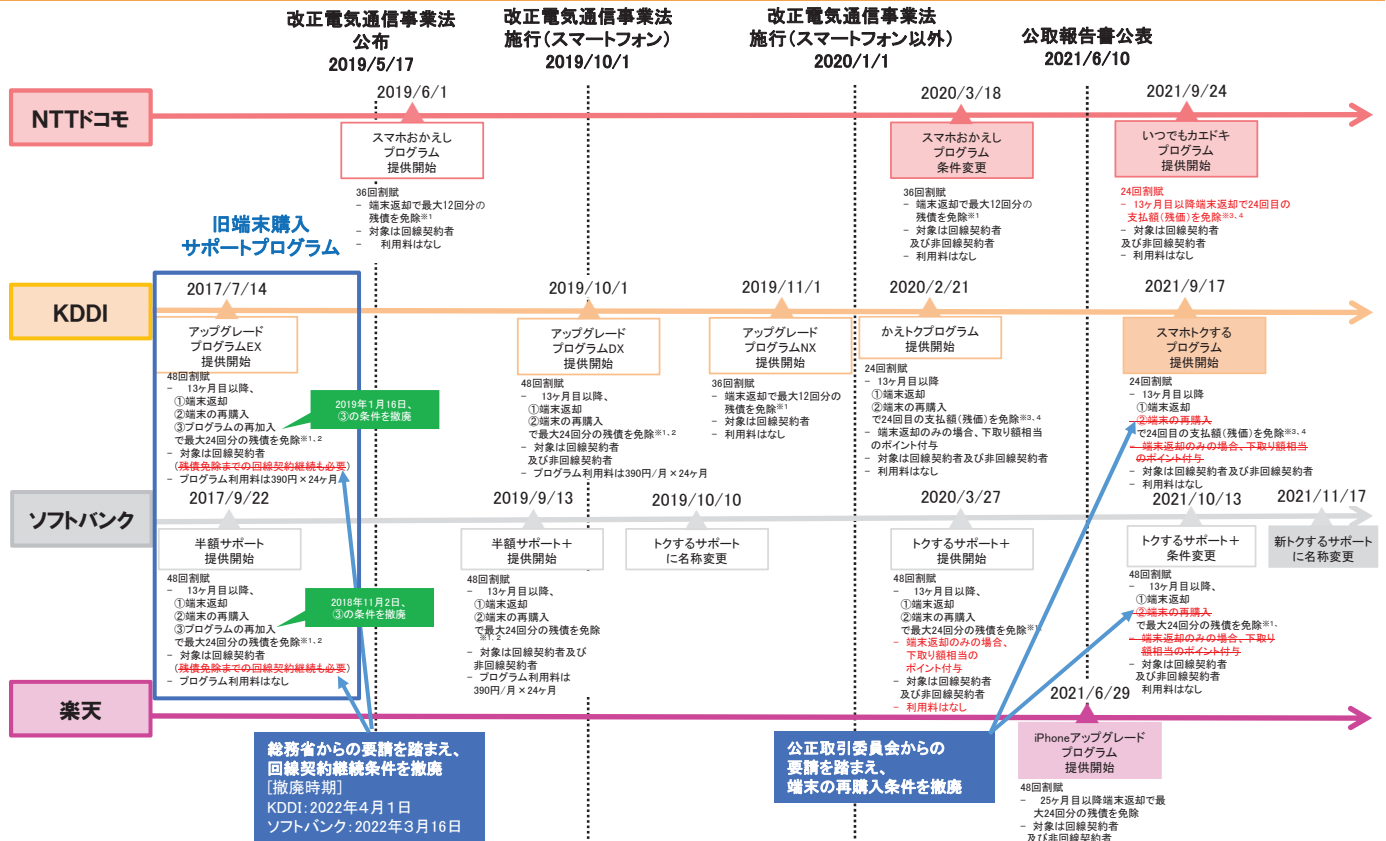 改正電気通信事業法
公布
2019/5/17
改正電気通信事業法
施行(スマートフォン)
2019/10/1
改正電気通信事業法
施行(スマートフォン以外)
2020/1/1
公取報告書公表
2021/6/10
NTTドコモ
2019/6/1
スマホおかえし
プログラム
提供開始
36回割賦
- 端末返却で最大12回分の
残債を免除※1
- 対象は回線契約者
- 利用料はなし
2020/3/18
スマホおかえし
プログラム
条件変更
36回割賦
- 端末返却で最大12回分の
残債を免除※1
- 対象は回線契約者
及び非回線契約者
- 利用料はなし
2021/9/24
いつでもカエドキ
プログラム
提供開始
24回割賦
- 13ヶ月目以降端末返却で24回目の
支払額(残価)を免除※3、4
- 対象は回線契約者
及び非回線契約者
- 利用料はなし
旧端末購入
サポートプログラム
KDDI
2017/7/14
アップグレード
プログラムEX
提供開始
48回割賦
- 13ヶ月目以降、
①端末返却
②端末の再購入
③プログラムの再加入
で最大24回分の残債を免除※1、2
- 対象は回線契約者
(残債免除までの回線契約継続も必要)
- プログラム利用料は390円×24ヶ月
2019年1月16日、
③の条件を撤廃
2019/10/1
アップグレード
プログラムDX
提供開始
48回割賦
- 13ヶ月目以降、
①端末返却
②端末の再購入
で最大24回分の残債を免除※1、2
- 対象は回線契約者
及び非回線契約者
- プログラム利用料は390円/月×24ヶ月
2019/11/1
アップグレード
プログラムNX
提供開始
36回割賦
- 端末返却で最大12回分の
残債を免除※1
- 対象は回線契約者
- 利用料はなし
2020/2/21
かえトクプログラム
提供開始
24回割賦
- 13ヶ月目以降
①端末返却
②端末の再購入
で24回目の支払額(残価)を免除※3、4
- 端末返却のみの場合、下取り額相当
のポイント付与
- 対象は回線契約者及び非回線契約者
- 利用料はなし
2021/9/17
スマホトクする
プログラム
提供開始
24回割賦
- 13ヶ月目以降
①端末返却
②端末の再購入
で24回目の支払額(残価)を免除※3、4
- 端末返却のみの場合、下取り額相当
のポイント付与
- 対象は回線契約者及び非回線契約者
- 利用料はなし
ソフトバンク
2017/9/22
半額サポート
提供開始
48回割賦
- 13ヶ月目以降、
①端末返却
②端末の再購入
③プログラムの再加入
で最大24回分の残債を免除※1、2
- 対象は回線契約者
(残債免除までの回線契約継続も必要)
- プログラム利用料はなし
2018年11月2日、
③の条件を撤廃
2019/9/13
半額サポート+
提供開始
48回割賦
- 13ヶ月目以降、
①端末返却
②端末の再購入
で最大24回分の残債を免除
※1、2
- 対象は回線契約者及び
非回線契約者
- プログラム利用料は
390円/月×24ヶ月
2019/10/10
トクするサポート
に名称変更
2020/3/27
トクするサポート+
提供開始
48回割賦
- 13ヶ月目以降、
①端末返却
②端末の再購入
で最大24回分の残債を免除※1、
- 端末返却のみの場合、
下取り額相当の
ポイント付与
- 対象は回線契約者
及び非回線契約者
- 利用料はなし
2021/10/13
トクするサポート+
条件変更
48回割賦
- 13ヶ月目以降、
①端末返却
②端末の再購入
で最大24回分の残債を免除※1、
- 端末返却のみの場合、下取り
額相当のポイント付与
- 対象は回線契約者
及び非回線契約者
利用料はなし
2021/11/17
新トクするサポート
に名称変更
楽天
2021/6/29
iPhoneアップグレード
プログラム
提供開始
48回割賦
- 25ヶ月目以降端末返却で最
大24回分の残債を免除
- 対象は回線契約者
及び非回線契約者
総務省からの要請を踏まえ、
回線契約継続条件を撤廃
[撤廃時期]
KDDI:2022年4月1日
ソフトバンク:2022年3月16日
公正取引委員会からの
要請を踏まえ、
端末の再購入条件を撤廃